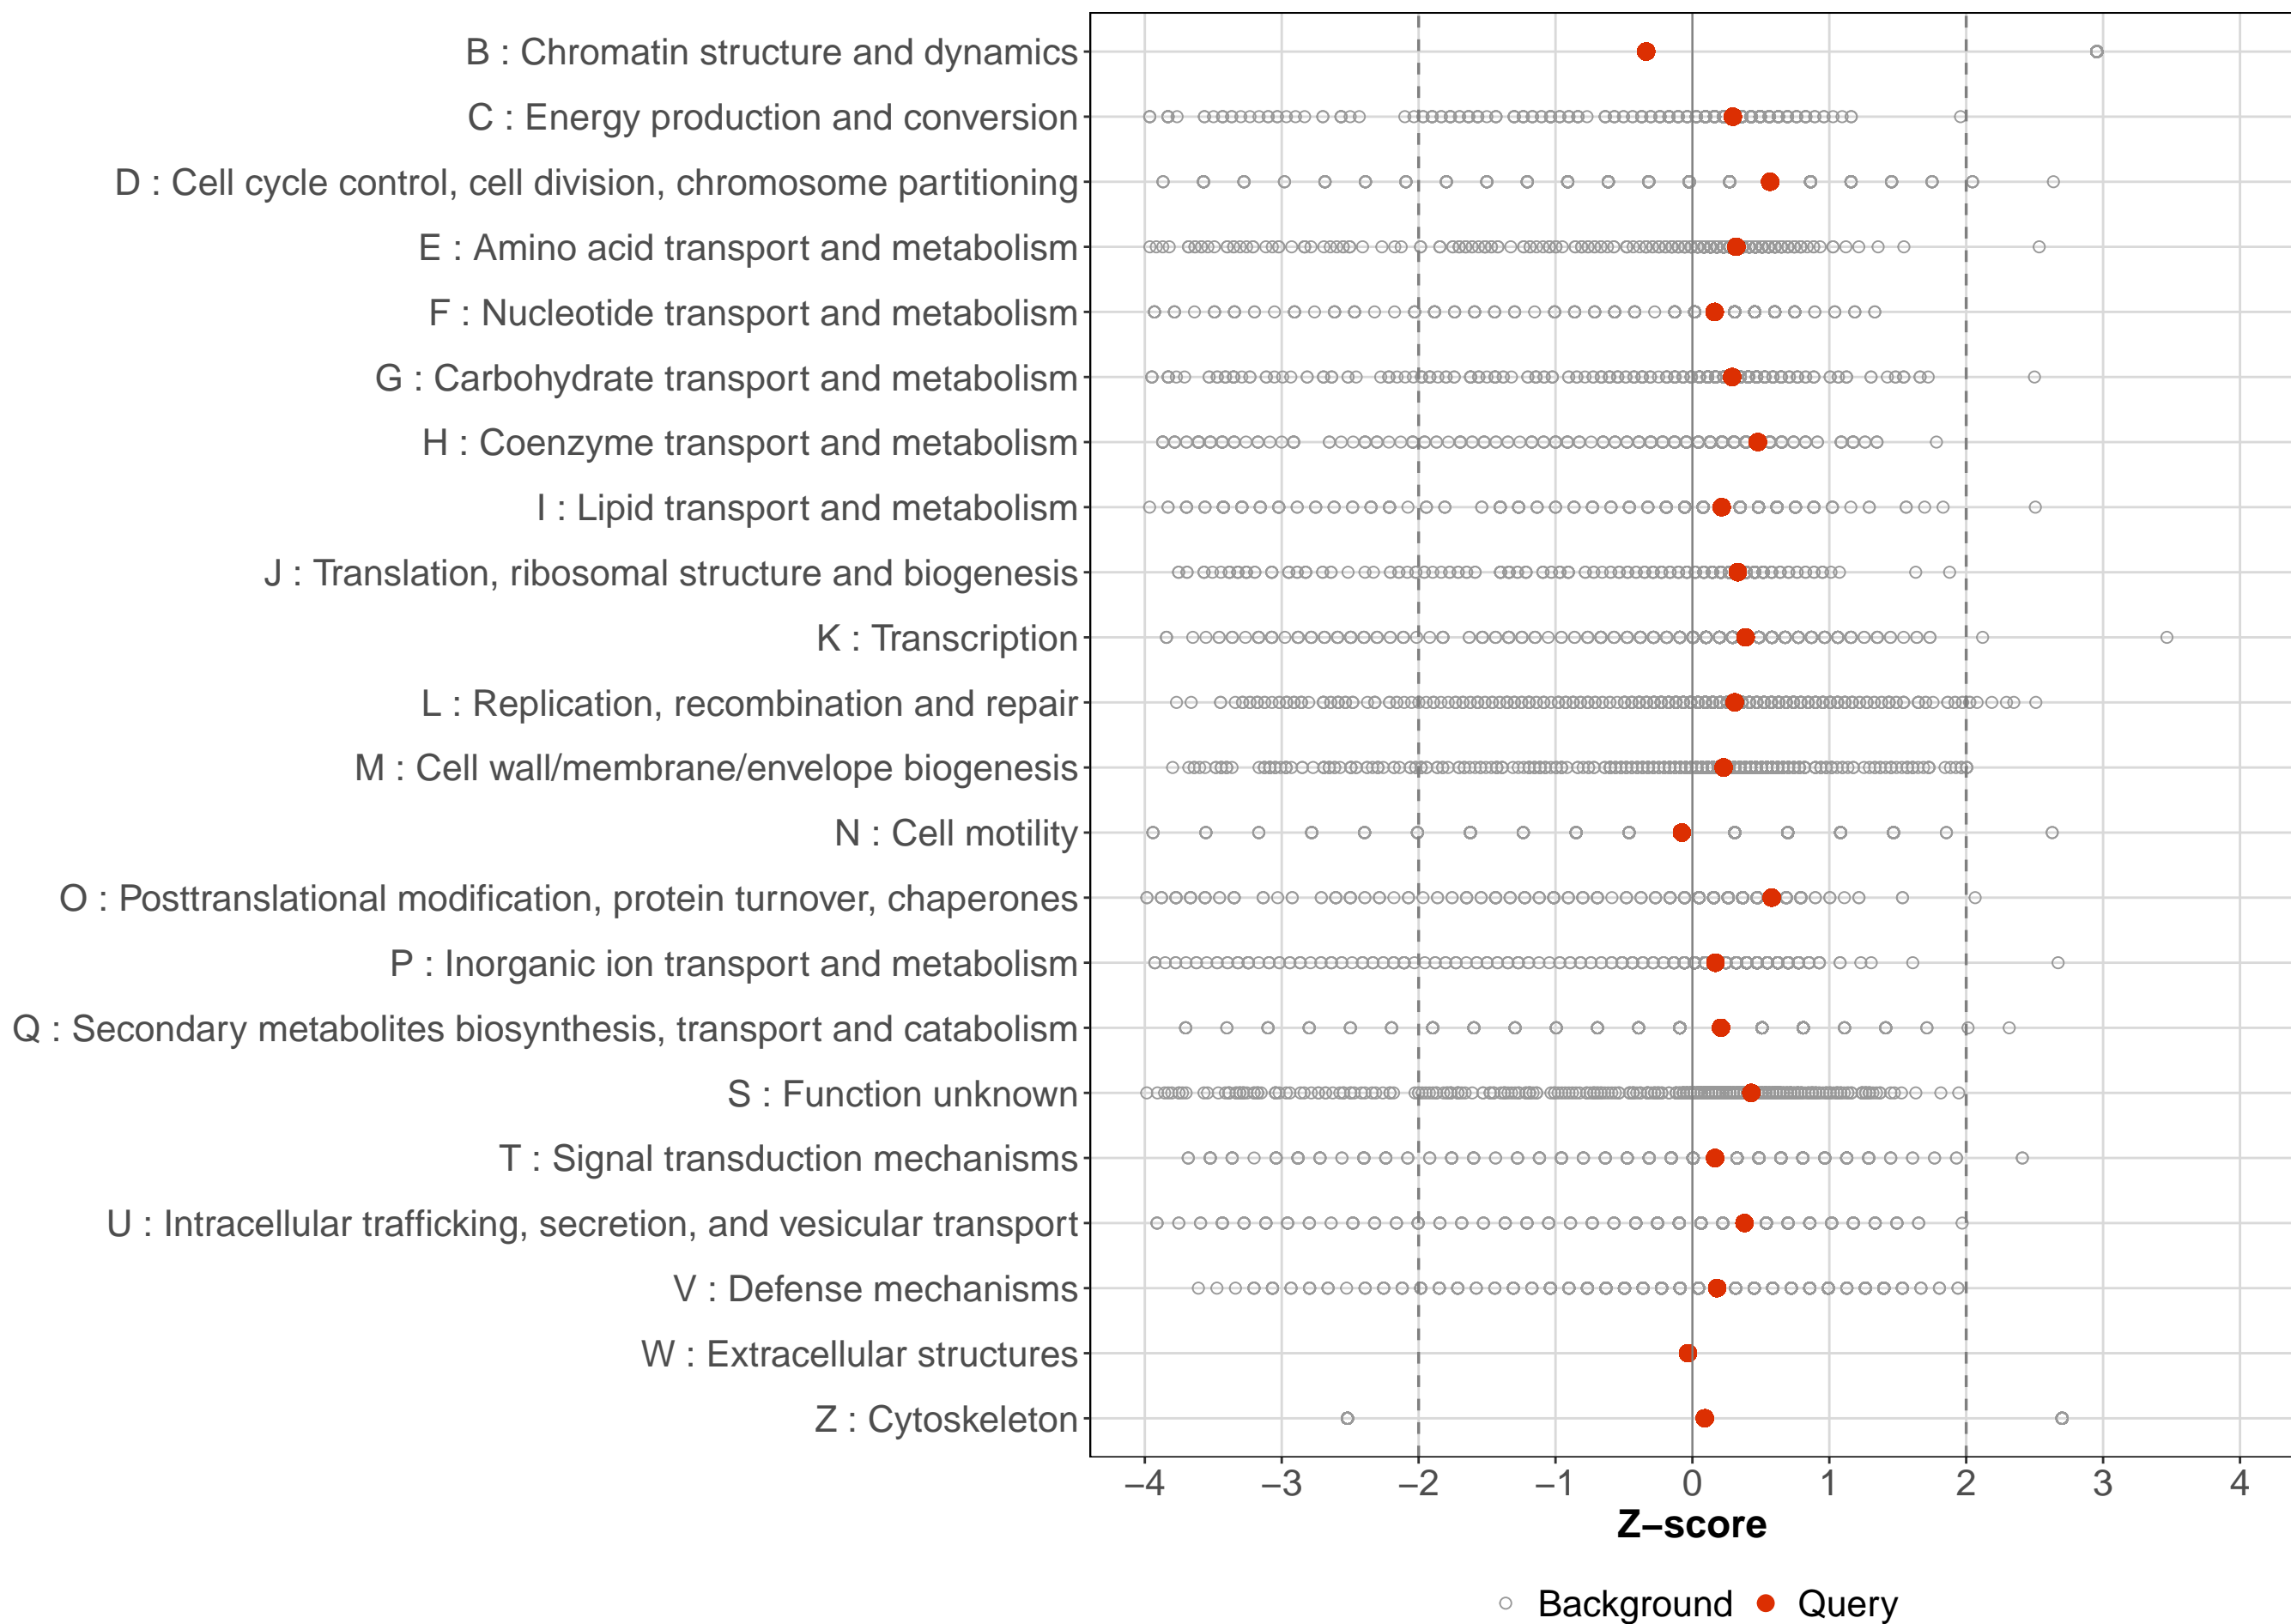 B : Chromatin structure and dynamics
C : Energy production and conversion
D : Cell cycle control, cell division, chromosome partitioning
E : Amino acid transport and metabolism
F : Nucleotide transport and metabolism
G : Carbohydrate transport and metabolism
H : Coenzyme transport and metabolism
I : Lipid transport and metabolism
J : Translation, ribosomal structure and biogenesis
K : Transcription
L : Replication, recombination and repair
M : Cell wall/membrane/envelope biogenesis
N : Cell motility
O : Posttranslational modification, protein turnover, chaperones
P : Inorganic ion transport and metabolism
Q : Secondary metabolites biosynthesis, transport and catabolism
S : Function unknown
T : Signal transduction mechanisms
U : Intracellular trafficking, secretion, and vesicular transport
V : Defense mechanisms
W : Extracellular structures
Z : Cytoskeleton
−4 −3 −2 −1 0 1 2 3 4
Z−score
Background Query